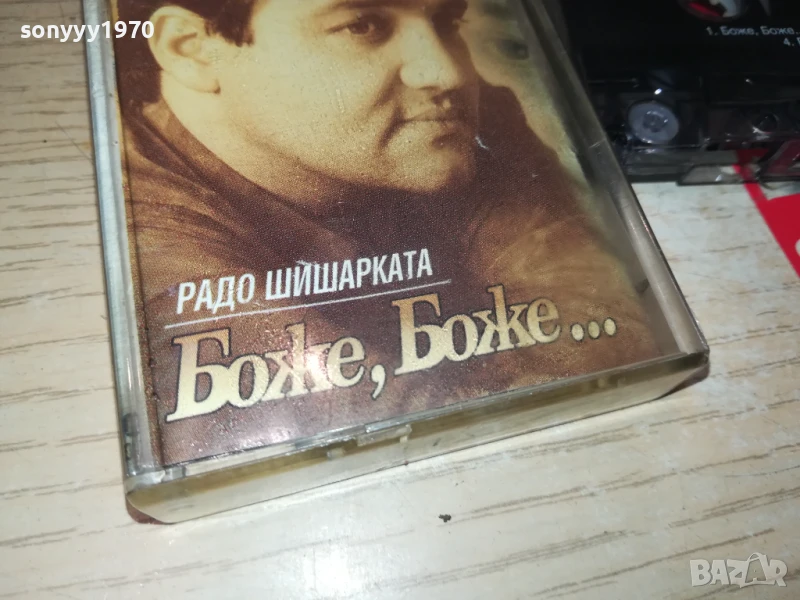 sonyyy1970
1. Боже, Боже..
4.
РАДО ШИШАРКАТА
Боже, Боже...
BAZAR